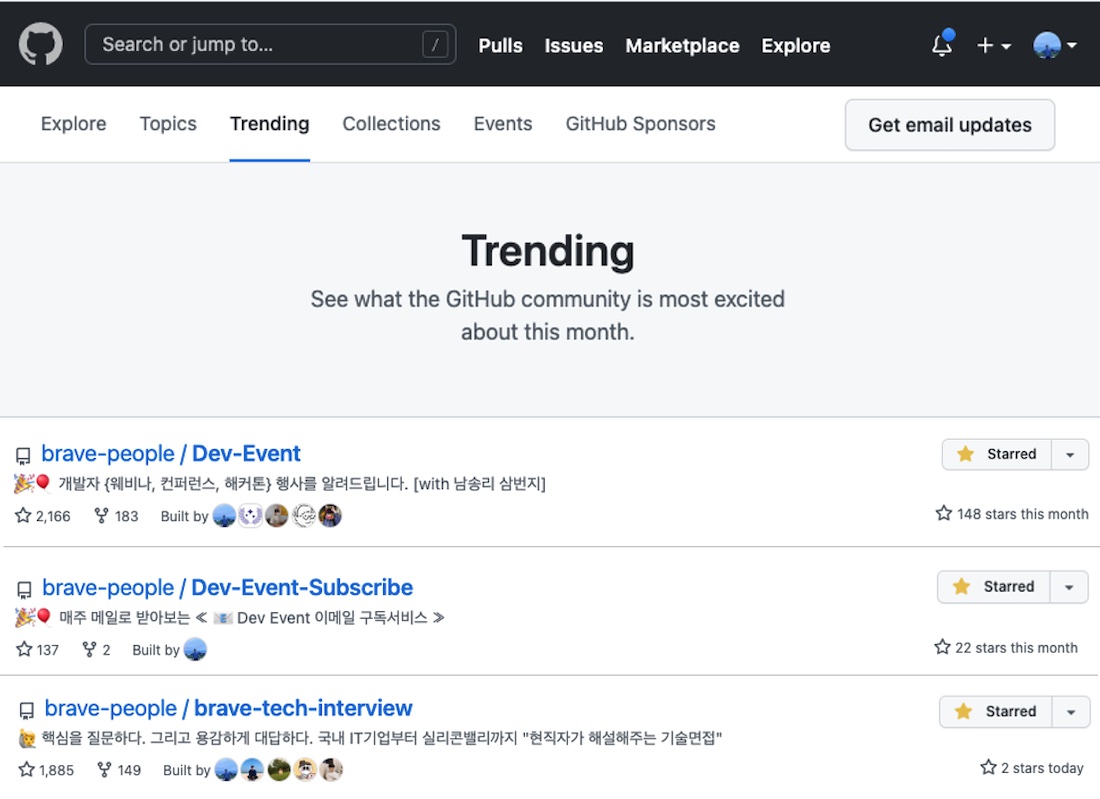 Search or jump to... / Pulls Issues Marketplace Explore
Explore Topics Trending Collections Events GitHub Sponsors Get email updates
Trending
See what the GitHub community is most excited
about this month.
brave-people / Dev-Event Starred
🎉🎈 개발자 {웨비나, 컨퍼런스, 해커톤} 행사를 알려드립니다. [with 남송리 삼번지]
2,166 183 Built by 148 stars this month
brave-people / Dev-Event-Subscribe Starred
🎉🎈 매주 메일로 받아보는 ≪ 📧 Dev Event 이메일 구독서비스 ≫
137 2 Built by 22 stars this month
brave-people / brave-tech-interview Starred
🙋 핵심을 질문하다. 그리고 용감하게 대답하다. 국내 IT기업부터 실리콘밸리까지 "현직자가 해설해주는 기술면접"
1,885 149 Built by 2 stars today